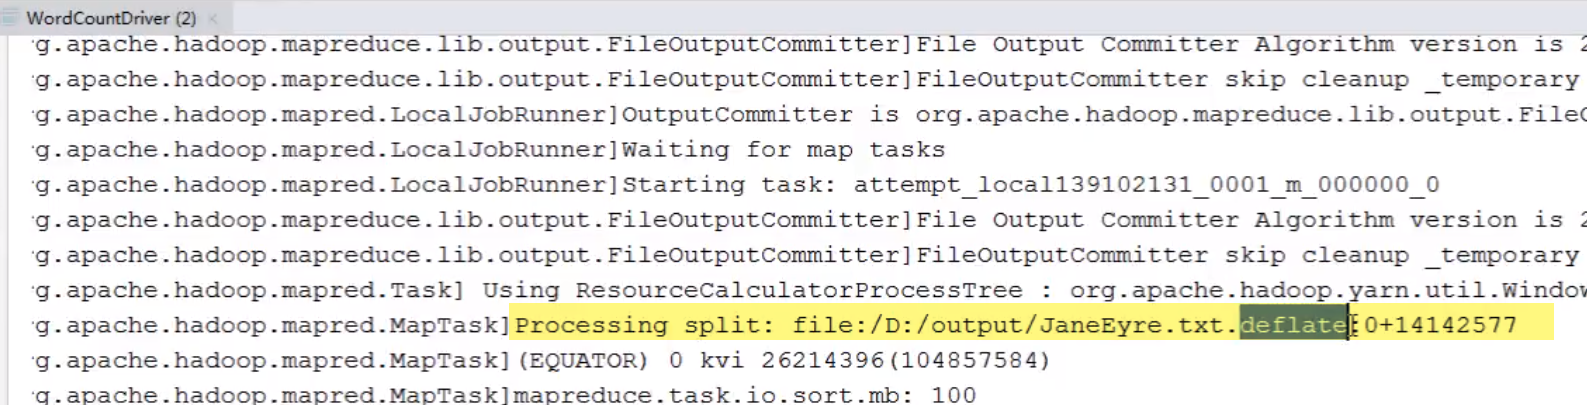 WordCountDriver (2)
g.apache.hadoop.mapreduce.lib.output.FileOutputCommitter]File Output Committer Algorithm version is 2
g.apache.hadoop.mapreduce.lib.output.FileOutputCommitter]FileOutputCommitter skip cleanup _temporary
g.apache.hadoop.mapred.LocalJobRunner]OutputCommitter is org.apache.hadoop.mapreduce.lib.output.FileO
g.apache.hadoop.mapred.LocalJobRunner]Waiting for map tasks
g.apache.hadoop.mapred.LocalJobRunner]Starting task: attempt_local139102131_0001_m_000000_0
g.apache.hadoop.mapreduce.lib.output.FileOutputCommitter]File Output Committer Algorithm version is 2
g.apache.hadoop.mapreduce.lib.output.FileOutputCommitter]FileOutputCommitter skip cleanup _temporary
g.apache.hadoop.mapred.Task] Using ResourceCalculatorProcessTree : org.apache.hadoop.yarn.util.Window
g.apache.hadoop.mapred.MapTask]Processing split: file:/D:/output/JaneEyre.txt.deflate:0+14142577
g.apache.hadoop.mapred.MapTask](EQUATOR) 0 kvi 26214396(104857584)
g.apache.hadoop.mapred.MapTask]mapreduce.task.io.sort.mb: 100